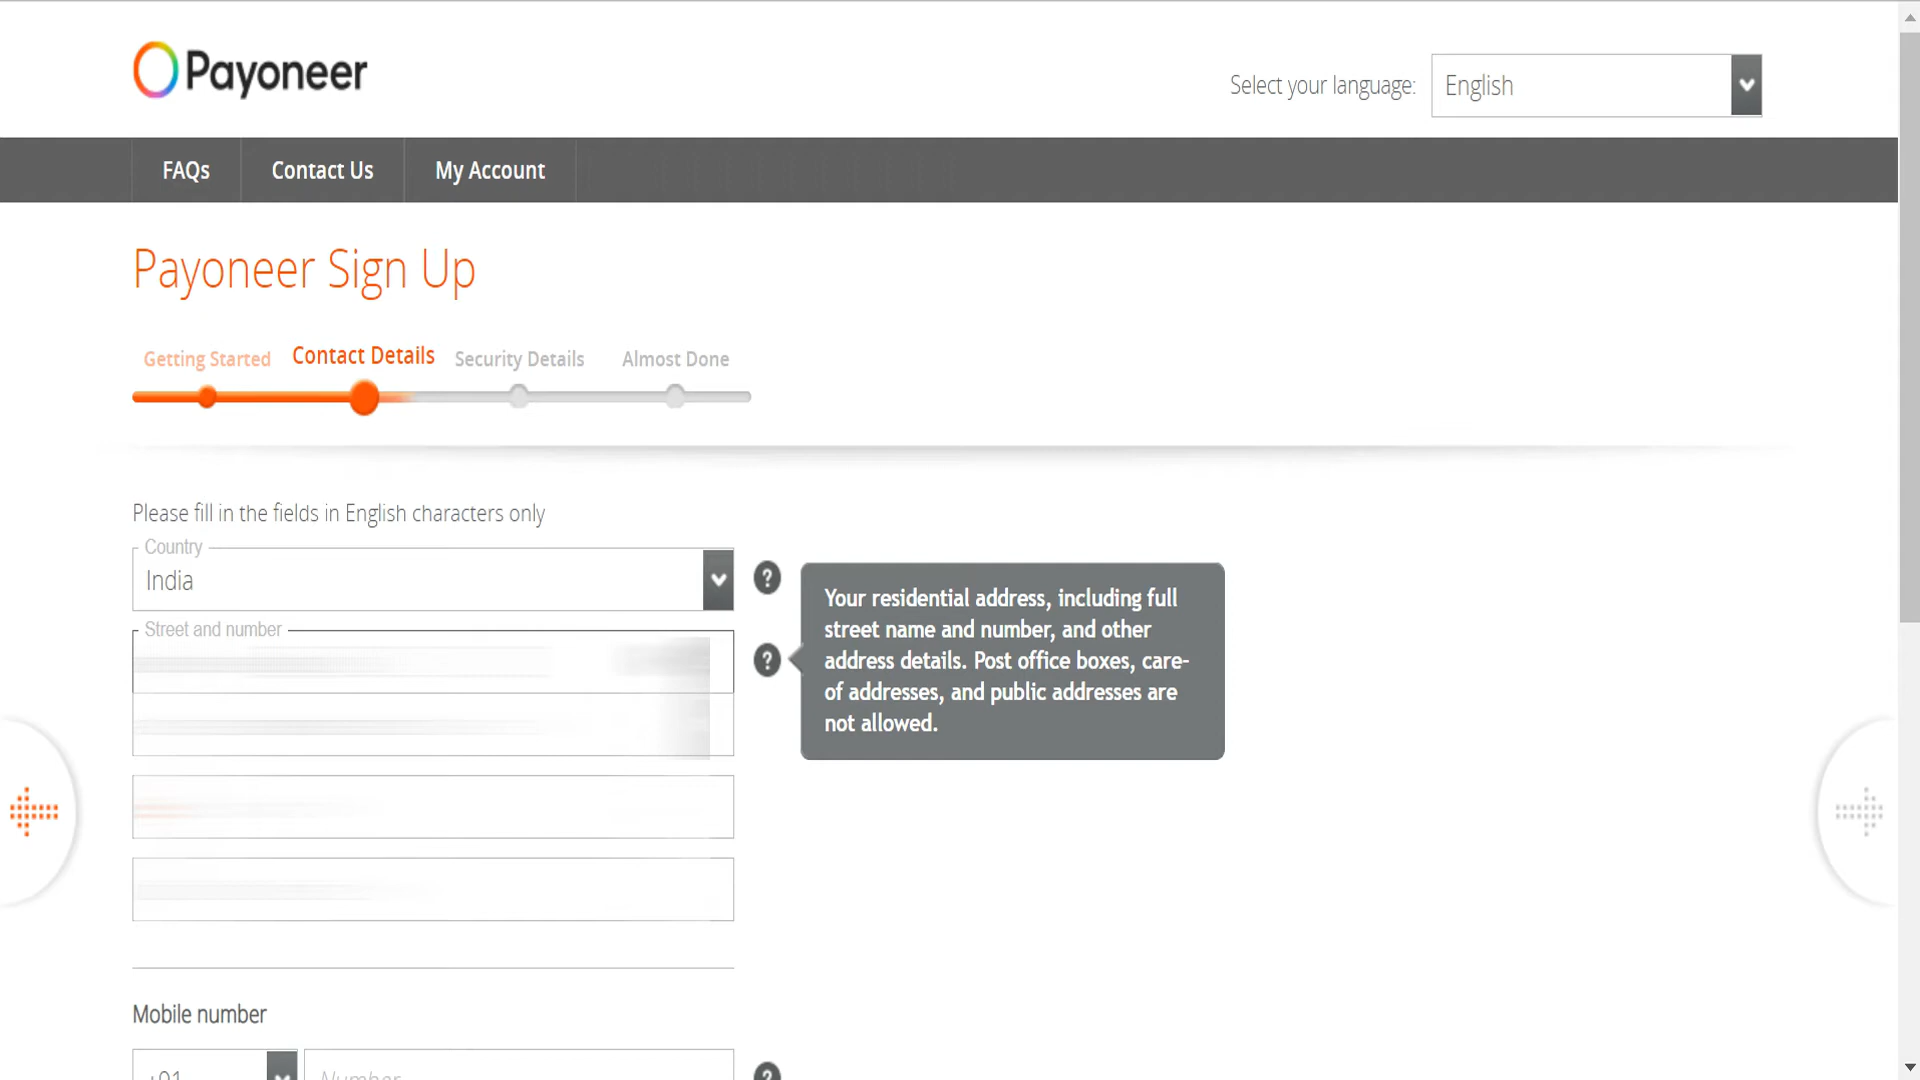 Payoneer
Select your language: English
FAQs Contact Us My Account
Payoneer Sign Up
Getting Started Contact Details Security Details Almost Done
Please fill in the fields in English characters only
Country
India
?
Street and number
?
Your residential address, including full
street name and number, and other
address details. Post office boxes, care-
of addresses, and public addresses are
not allowed.
Mobile number
+91 Number ?